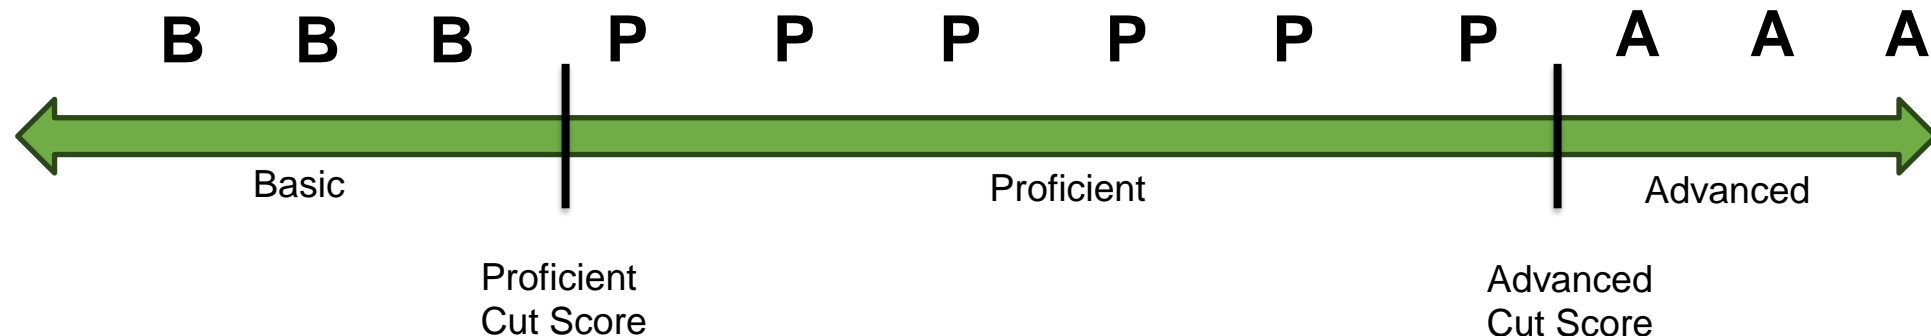 B B B P P P P P P A A A
Basic Proficient Advanced
Proficient
Cut Score
Advanced
Cut Score